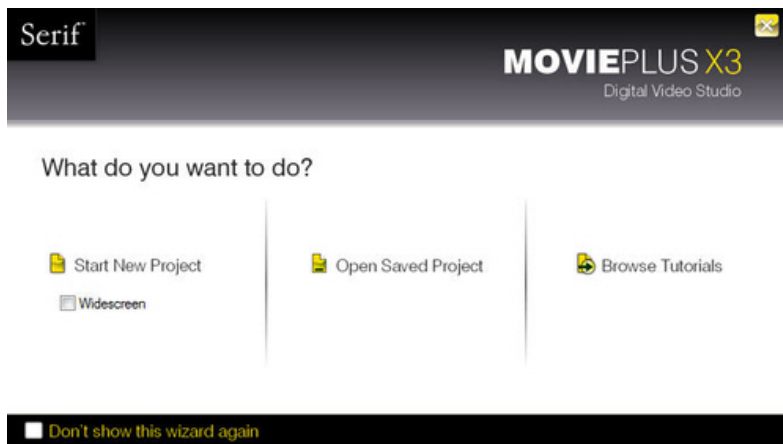 Serif™
MOVIEPLUS X3
Digital Video Studio
What do you want to do?
Start New Project
Widescreen
Open Saved Project
Browse Tutorials
Don't show this wizard again